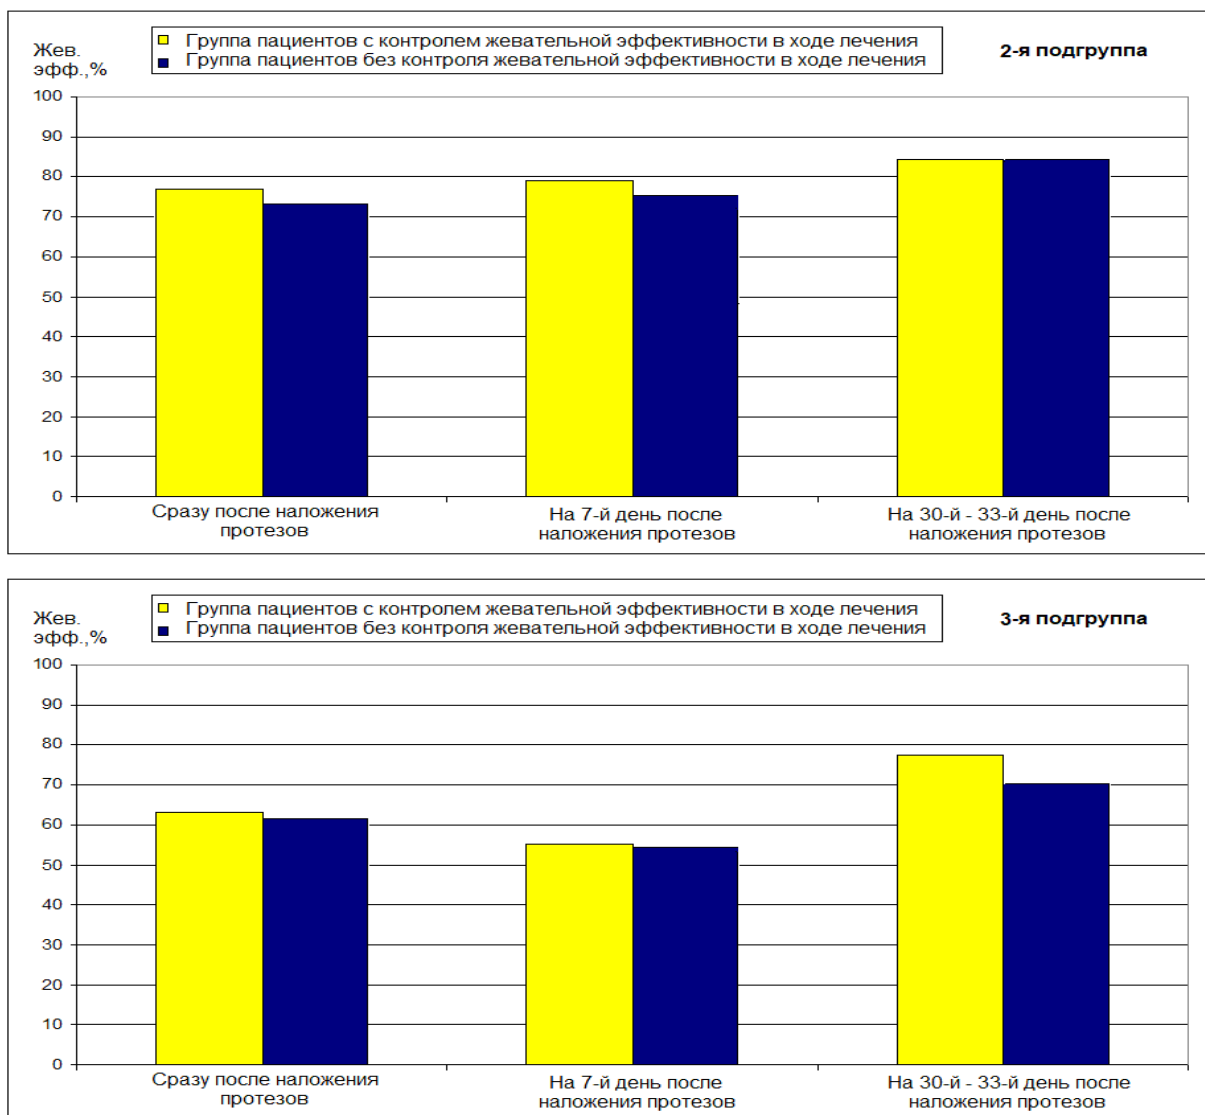 Жев.
эфф.,%
Группа пациентов с контролем жевательной эффективности в ходе лечения
Группа пациентов без контроля жевательной эффективности в ходе лечения
2-я подгруппа
100
90
80
70
60
50
40
30
20
10
0
Сразу после наложения
протезов
На 7-й день после
наложения протезов
На 30-й - 33-й день после
наложения протезов
Жев.
эфф.,%
Группа пациентов с контролем жевательной эффективности в ходе лечения
Группа пациентов без контроля жевательной эффективности в ходе лечения
3-я подгруппа
100
90
80
70
60
50
40
30
20
10
0
Сразу после наложения
протезов
На 7-й день после
наложения протезов
На 30-й - 33-й день после
наложения протезов